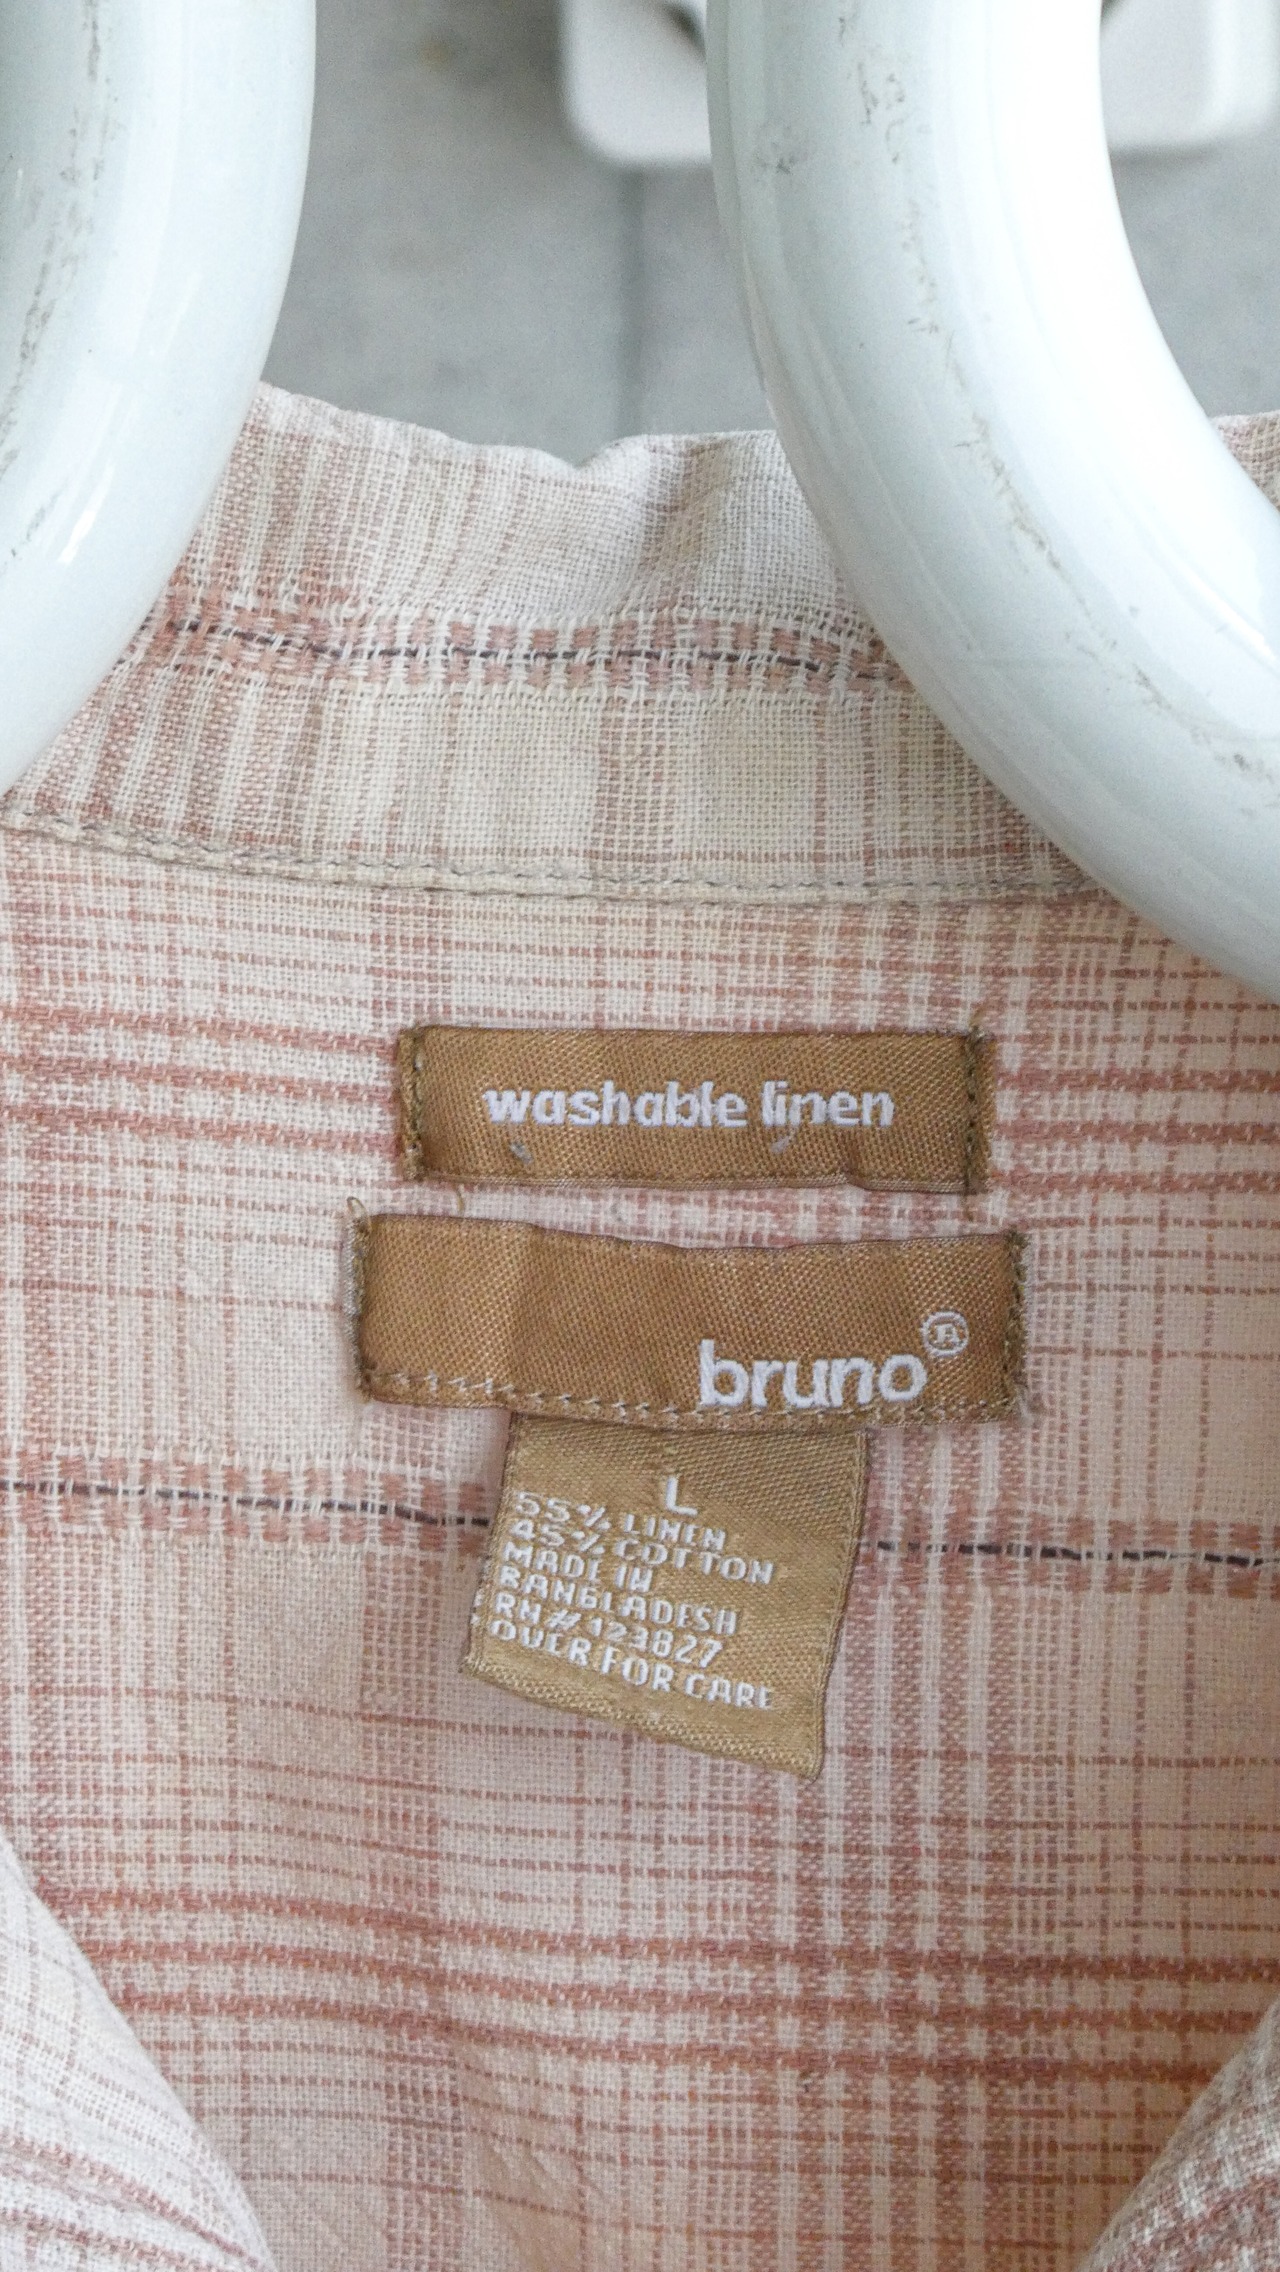 washable linen
bruno®
L
55% LINEN
45% COTTON
MADE IN
BANGLADESH
RN# 123827
OVER FOR CARE